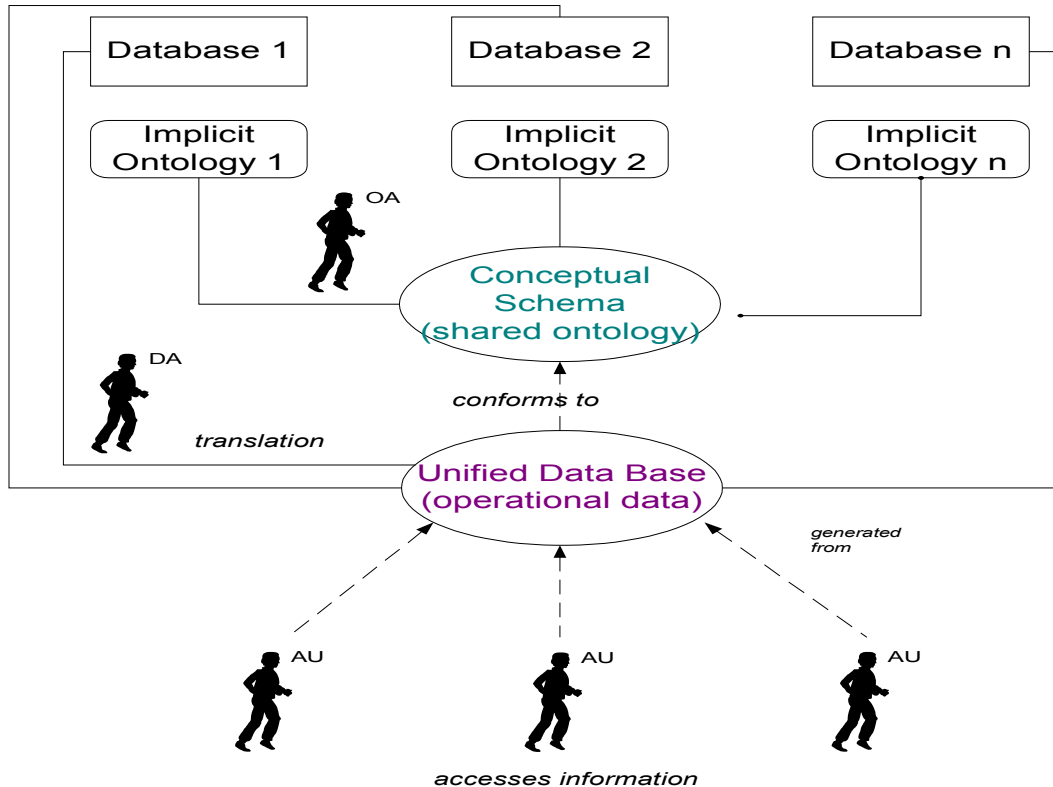 Database 1
Database 2
Database n
Implicit
Ontology 1
Implicit
Ontology 2
Implicit
Ontology n
OA
Conceptual
Schema
(shared ontology)
DA
conforms to
translation
Unified Data Base
(operational data)
generated
from
AU
AU
AU
accesses information